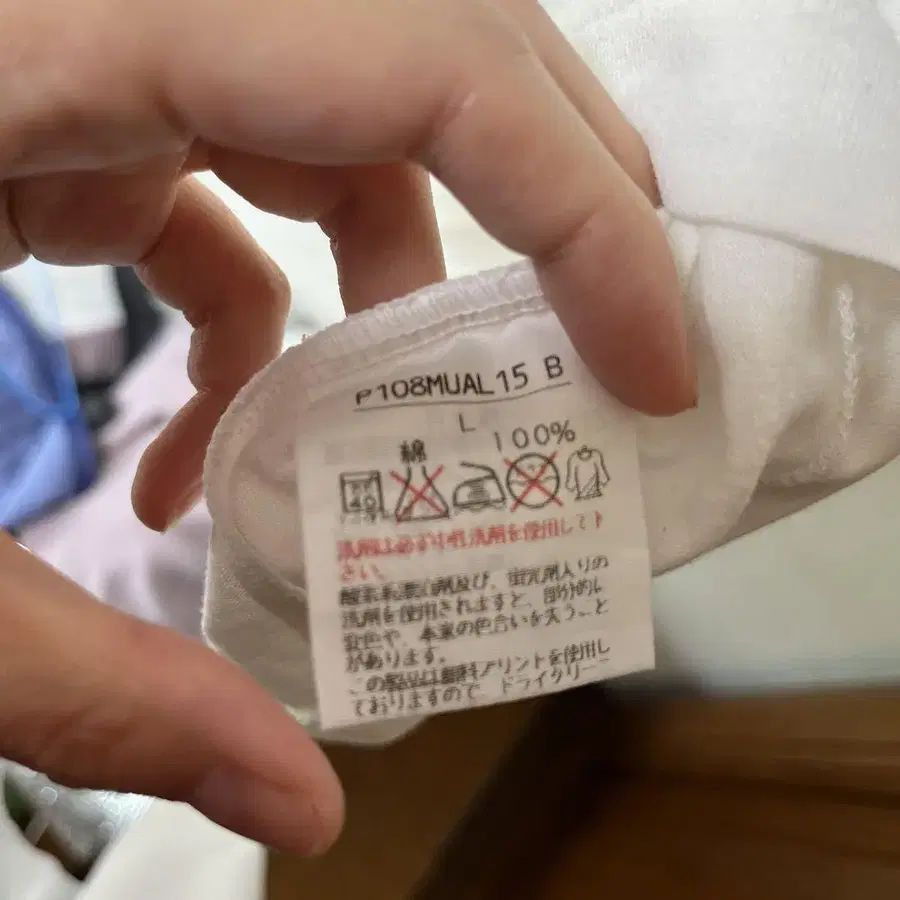 P108MUAL15 B
L
綿 100%
40
洗剤は必ず中性洗剤を使用して下
さい。
酸素系漂白剤及び、蛍光剤入りの
洗剤を使用されますと、部分的に
変色や、本来の色合いを失うこと
があります。
この製品は顔料プリントを使用し
ておりますので、ドライクリー